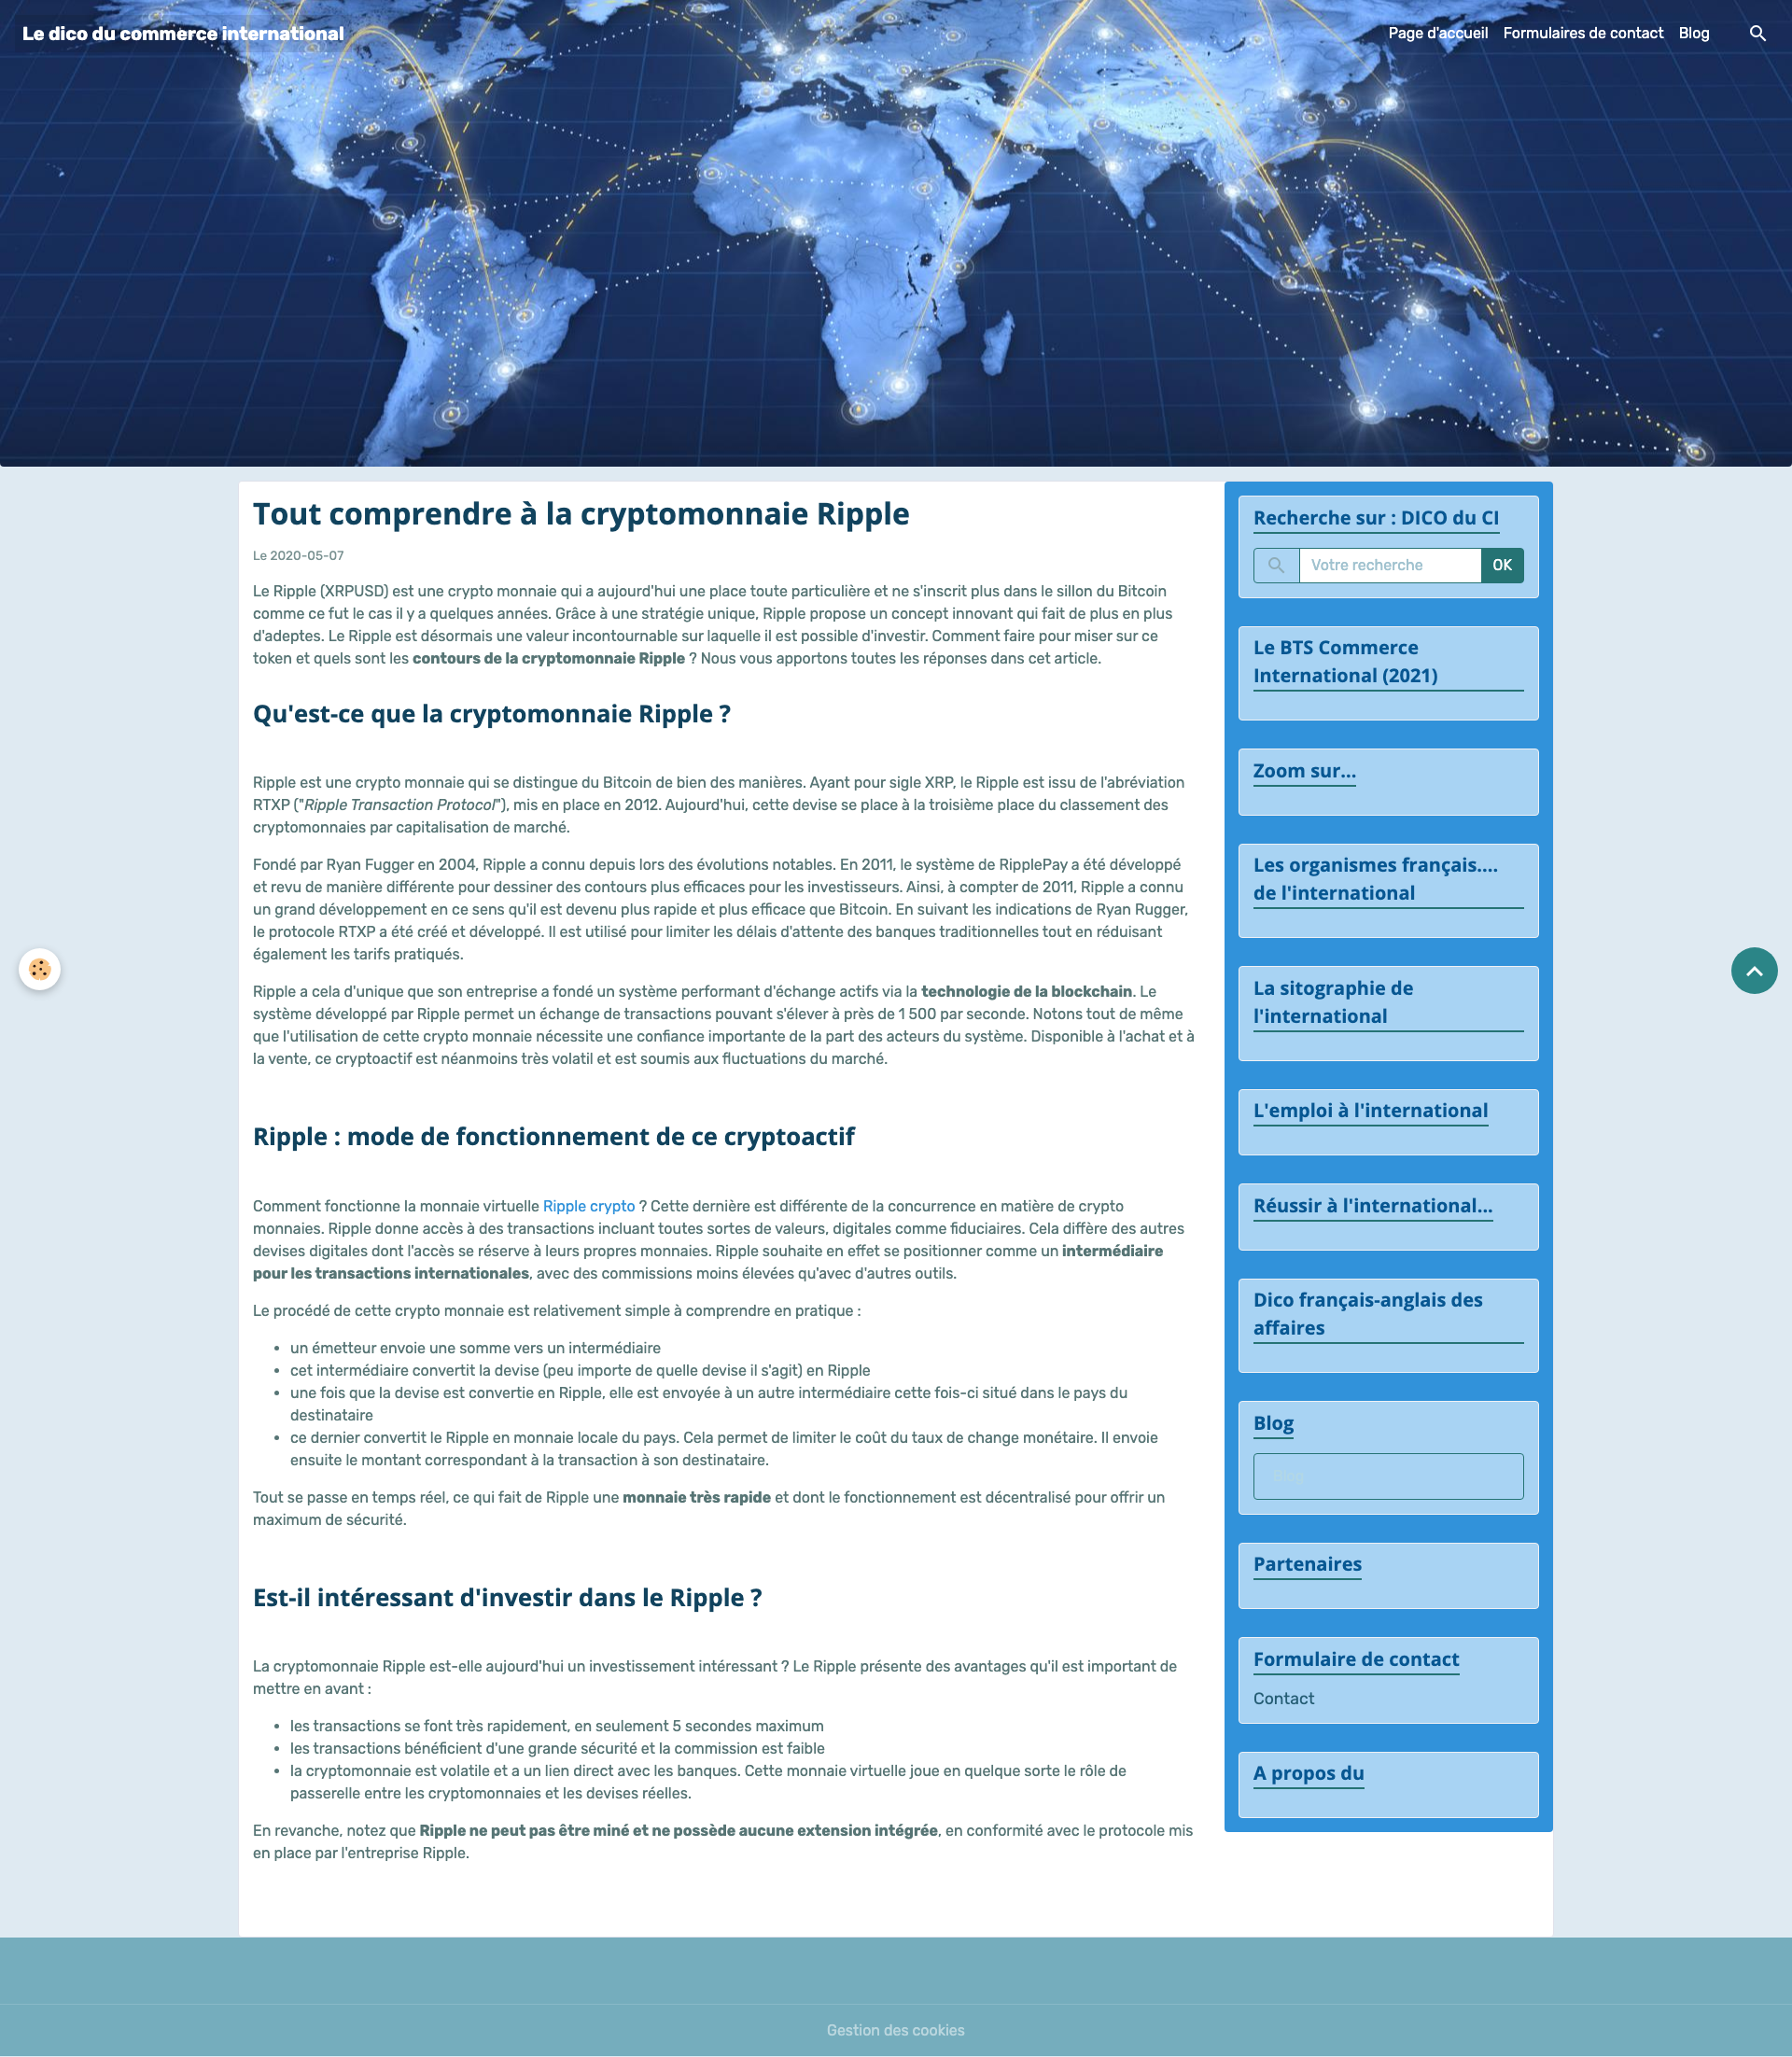 Le dico du commerce international
Page d'accueil Formulaires de contact Blog
Tout comprendre à la cryptomonnaie Ripple
Le 2020-05-07
Le Ripple (XRPUSD) est une crypto monnaie qui a aujourd'hui une place toute particulière et ne s'inscrit plus dans le sillon du Bitcoin
comme ce fut le cas il y a quelques années. Grâce à une stratégie unique, Ripple propose un concept innovant qui fait de plus en plus
d'adeptes. Le Ripple est désormais une valeur incontournable sur laquelle il est possible d'investir. Comment faire pour miser sur ce
token et quels sont les contours de la cryptomonnaie Ripple ? Nous vous apportons toutes les réponses dans cet article.
Qu'est-ce que la cryptomonnaie Ripple ?
Ripple est une crypto monnaie qui se distingue du Bitcoin de bien des manières. Ayant pour sigle XRP, le Ripple est issu de l'abréviation
RTXP ("Ripple Transaction Protocol"), mis en place en 2012. Aujourd'hui, cette devise se place à la troisième place du classement des
cryptomonnaies par capitalisation de marché.
Fondé par Ryan Fugger en 2004, Ripple a connu depuis lors des évolutions notables. En 2011, le système de RipplePay a été développé
et revu de manière différente pour dessiner des contours plus efficaces pour les investisseurs. Ainsi, à compter de 2011, Ripple a connu
un grand développement en ce sens qu'il est devenu plus rapide et plus efficace que Bitcoin. En suivant les indications de Ryan Rugger,
le protocole RTXP a été créé et développé. Il est utilisé pour limiter les délais d'attente des banques traditionnelles tout en réduisant
également les tarifs pratiqués.
Ripple a cela d'unique que son entreprise a fondé un système performant d'échange actifs via la technologie de la blockchain. Le
système développé par Ripple permet un échange de transactions pouvant s'élever à près de 1 500 par seconde. Notons tout de même
que l'utilisation de cette crypto monnaie nécessite une confiance importante de la part des acteurs du système. Disponible à l'achat et à
la vente, ce cryptoactif est néanmoins très volatil et est soumis aux fluctuations du marché.
Ripple : mode de fonctionnement de ce cryptoactif
Comment fonctionne la monnaie virtuelle Ripple crypto ? Cette dernière est différente de la concurrence en matière de crypto
monnaies. Ripple donne accès à des transactions incluant toutes sortes de valeurs, digitales comme fiduciaires. Cela diffère des autres
devises digitales dont l'accès se réserve à leurs propres monnaies. Ripple souhaite en effet se positionner comme un intermédiaire
pour les transactions internationales, avec des commissions moins élevées qu'avec d'autres outils.
Le procédé de cette crypto monnaie est relativement simple à comprendre en pratique :
• un émetteur envoie une somme vers un intermédiaire
• cet intermédiaire convertit la devise (peu importe de quelle devise il s'agit) en Ripple
• une fois que la devise est convertie en Ripple, elle est envoyée à un autre intermédiaire cette fois-ci situé dans le pays du
destinataire
• ce dernier convertit le Ripple en monnaie locale du pays. Cela permet de limiter le coût du taux de change monétaire. Il envoie
ensuite le montant correspondant à la transaction à son destinataire.
Tout se passe en temps réel, ce qui fait de Ripple une monnaie très rapide et dont le fonctionnement est décentralisé pour offrir un
maximum de sécurité.
Est-il intéressant d'investir dans le Ripple ?
La cryptomonnaie Ripple est-elle aujourd'hui un investissement intéressant ? Le Ripple présente des avantages qu'il est important de
mettre en avant :
• les transactions se font très rapidement, en seulement 5 secondes maximum
• les transactions bénéficient d'une grande sécurité et la commission est faible
• la cryptomonnaie est volatile et a un lien direct avec les banques. Cette monnaie virtuelle joue en quelque sorte le rôle de
passerelle entre les cryptomonnaies et les devises réelles.
En revanche, notez que Ripple ne peut pas être miné et ne possède aucune extension intégrée, en conformité avec le protocole mis
en place par l'entreprise Ripple.
Recherche sur : DICO du CI
Votre recherche OK
Le BTS Commerce
International (2021)
Zoom sur...
Les organismes français....
de l'international
La sitographie de
l'international
L'emploi à l'international
Réussir à l'international...
Dico français-anglais des
affaires
Blog
Partenaires
Formulaire de contact
Contact
A propos du
Gestion des cookies